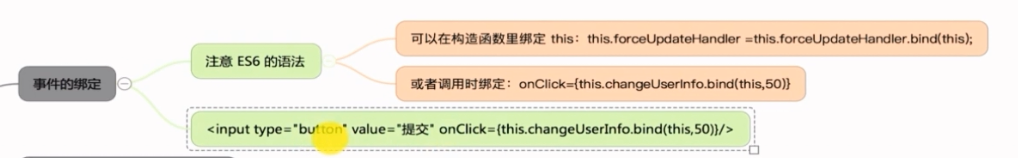 可以在构造函数里绑定 this：this.forceUpdateHandler =this.forceUpdateHandler.bind(this);
注意 ES6 的语法
或者调用时绑定：onClick={this.changeUserInfo.bind(this,50)}
事件的绑定
<input type="button" value="提交" onClick={this.changeUserInfo.bind(this,50)}/>